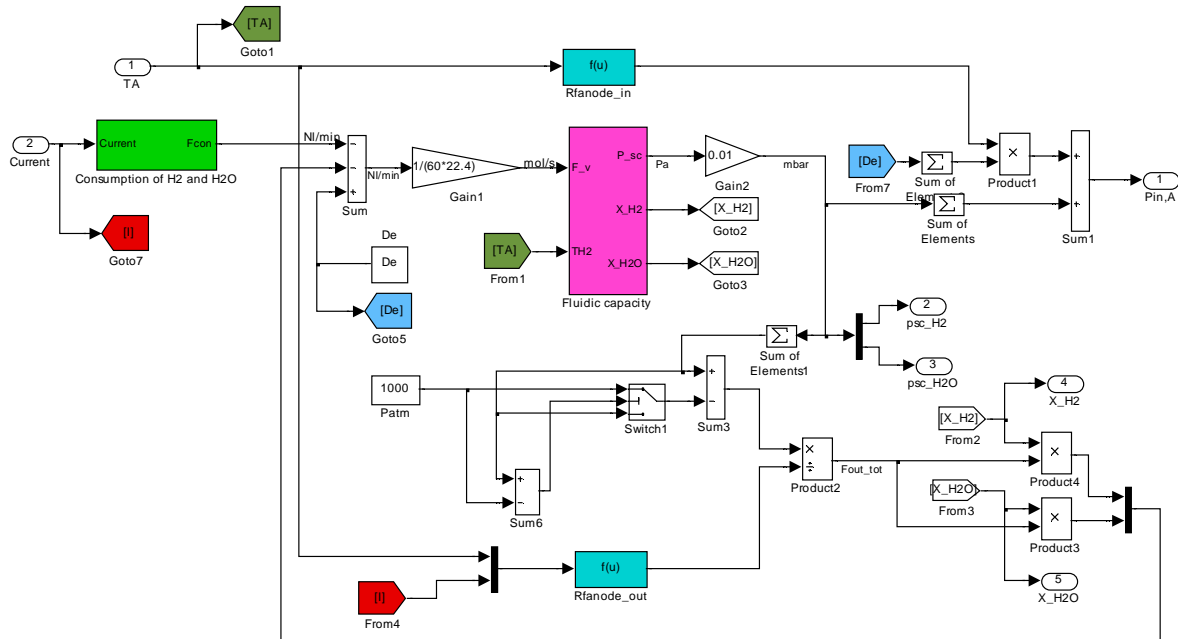 [TA]
Goto1
1
TA
f(u)
Rfanode_in
2
Current
Current
Fcon
Consumption of H2 and H2O
Nl/min
Sum
Nl/min
1/(60*22.4)
Gain1
mol/s
F_v
TH2
P_sc
X_H2
X_H2O
Fluidic capacity
Pa
0.01
Gain2
mbar
[X_H2]
Goto2
[X_H2O]
Goto3
[De]
From7
Sum of
Product1
Sum of
Elements
Sum1
1
Pin,A
[I]
Goto7
De
De
[De]
Goto5
[TA]
From1
Sum of
Elements1
2
psc_H2
3
psc_H2O
1000
Patm
Switch1
Sum3
Sum6
Product2
Fout_tot
[X_H2]
From2
4
X_H2
Product4
[X_H2O]
From3
Product3
5
X_H2O
[I]
From4
f(u)
Rfanode_out